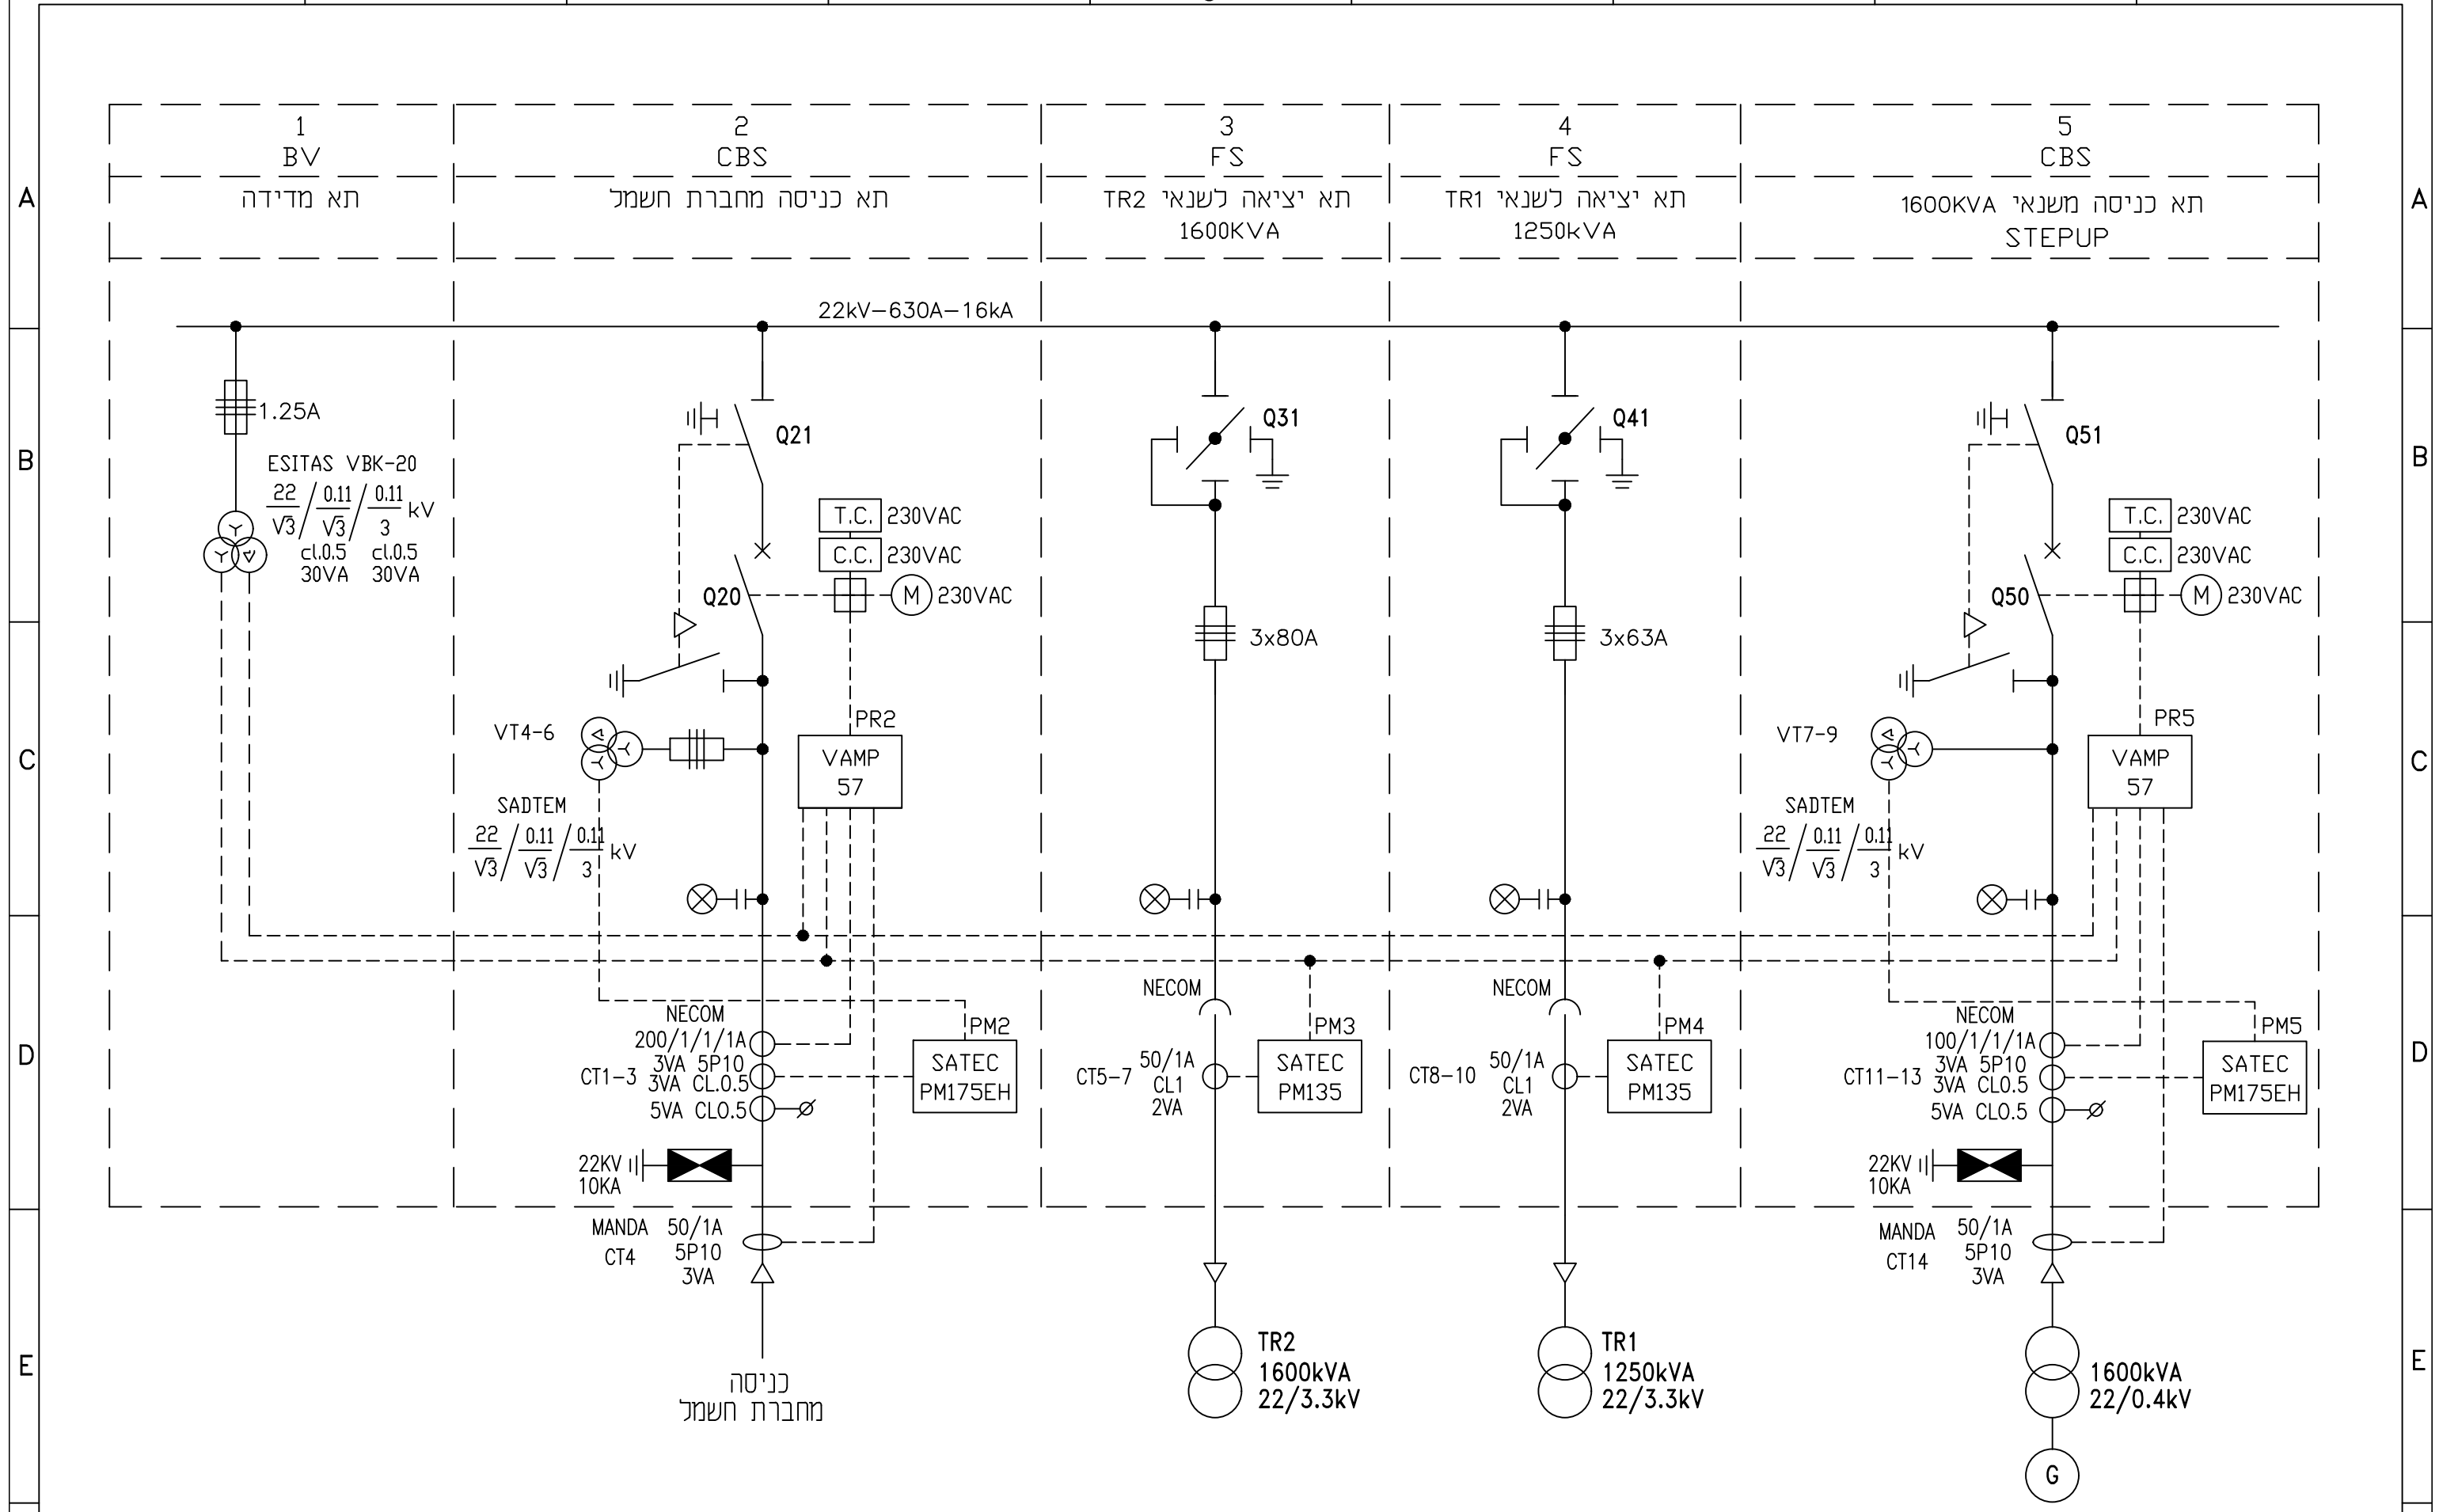 1
BV
תא מדידה
2
CBS
תא כניסה מחברת חשמל
3
FS
תא יציאה לשנאי TR2
1600KVA
4
FS
תא יציאה לשנאי TR1
1250kVA
5
CBS
תא כניסה משנאי 1600KVA
STEPUP
A
A
22kV-630A-16kA
B
B
1.25A
ESITAS VBK-20
22/√3 / 0.11/√3 / 0.11/3 kV
cl.0.5 cl.0.5
30VA 30VA
Q21
T.C. 230VAC
C.C. 230VAC
Q20
M 230VAC
Q31
3x80A
Q41
3x63A
Q51
T.C. 230VAC
C.C. 230VAC
Q50
M 230VAC
C
C
VT4-6
PR2
VAMP
57
SADTEM
22/√3 / 0.11/√3 / 0.11/3 kV
VT7-9
PR5
VAMP
57
SADTEM
22/√3 / 0.11/√3 / 0.11/3 kV
D
D
NECOM
200/1/1/1A
3VA 5P10
CT1-3 3VA CL.0.5
5VA CL0.5
PM2
SATEC
PM175EH
22KV
10KA
NECOM
CT5-7
50/1A
CL1
2VA
PM3
SATEC
PM135
NECOM
CT8-10
50/1A
CL1
2VA
PM4
SATEC
PM135
NECOM
100/1/1/1A
3VA 5P10
CT11-13 3VA CL0.5
5VA CL0.5
PM5
SATEC
PM175EH
22KV
10KA
E
E
MANDA
CT4
50/1A
5P10
3VA
כניסה
מחברת חשמל
TR2
1600kVA
22/3.3kV
TR1
1250kVA
22/3.3kV
MANDA
CT14
50/1A
5P10
3VA
1600kVA
22/0.4kV
G